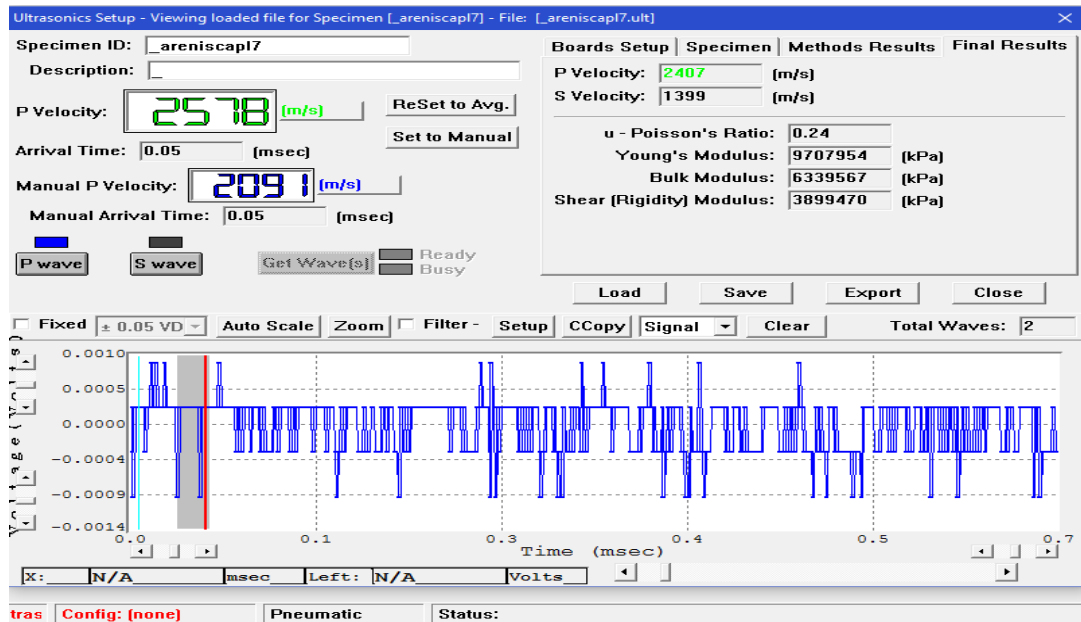 Ultrasonics Setup - Viewing loaded file for Specimen [_areniscapl7] - File: [_areniscapl7.ult]
Specimen ID: _areniscapl7
Description: _
P Velocity: 2578 (m/s)
ReSet to Avg.
Set to Manual
Arrival Time: 0.05 (msec)
Manual P Velocity: 2091 (m/s)
Manual Arrival Time: 0.05 (msec)
P wave S wave Get Wave(s) Ready
Busy
Boards Setup Specimen Methods Results Final Results
P Velocity: 2407 (m/s)
S Velocity: 1399 (m/s)
u - Poisson's Ratio: 0.24
Young's Modulus: 9707954 (kPa)
Bulk Modulus: 6339567 (kPa)
Shear (Rigidity) Modulus: 3899470 (kPa)
Load Save Export Close
Fixed ± 0.05 VD Auto Scale Zoom Filter - Setup CCopy Signal Clear Total Waves: 2
0.0010
0.0005
0.0000
-0.0004
-0.0009
-0.0014
0.0 0.1 0.3 0.4 0.5 0.7
Time (msec)
X: N/A msec Left: N/A Volts
tras Config: (none) Pneumatic Status: